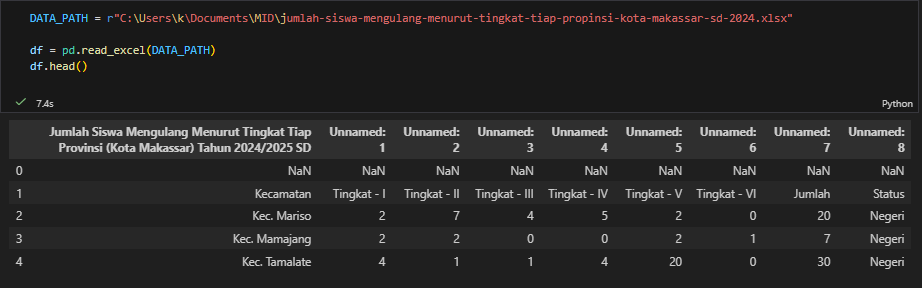 DATA_PATH = r"C:\Users\k\Documents\MID\jumlah-siswa-mengulang-menurut-tingkat-tiap-propinsi-kota-makassar-sd-2024.xlsx"
df = pd.read_excel(DATA_PATH)
df.head()
7.4s Python
Jumlah Siswa Mengulang Menurut Tingkat Tiap Unnamed: Unnamed: Unnamed: Unnamed: Unnamed: Unnamed: Unnamed: Unnamed:
Provinsi (Kota Makassar) Tahun 2024/2025 SD 1 2 3 4 5 6 7 8
0 NaN NaN NaN NaN NaN NaN NaN NaN NaN
1 Kecamatan Tingkat - I Tingkat - II Tingkat - III Tingkat - IV Tingkat - V Tingkat - VI Jumlah Status
2 Kec. Mariso 2 7 4 5 2 0 20 Negeri
3 Kec. Mamajang 2 2 0 0 2 1 7 Negeri
4 Kec. Tamalate 4 1 1 4 20 0 30 Negeri